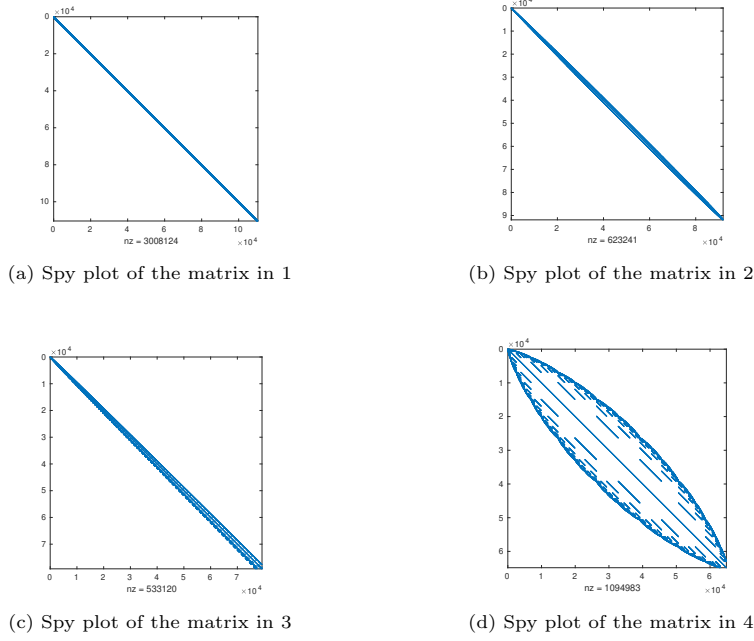 ×10⁴
0
2
4
6
8
10
0 2 4 6 8 10
nz = 3008124 ×10⁴
(a) Spy plot of the matrix in 1
0
1
2
3
4
5
6
7
8
9
0 1 2 3 4 5 6 7 8 9
nz = 623241 ×10⁴
(b) Spy plot of the matrix in 2
×10⁴
0
1
2
3
4
5
6
7
0 1 2 3 4 5 6 7
nz = 533120 ×10⁴
(c) Spy plot of the matrix in 3
×10⁴
0
1
2
3
4
5
6
0 1 2 3 4 5 6
nz = 1094983 ×10⁴
(d) Spy plot of the matrix in 4